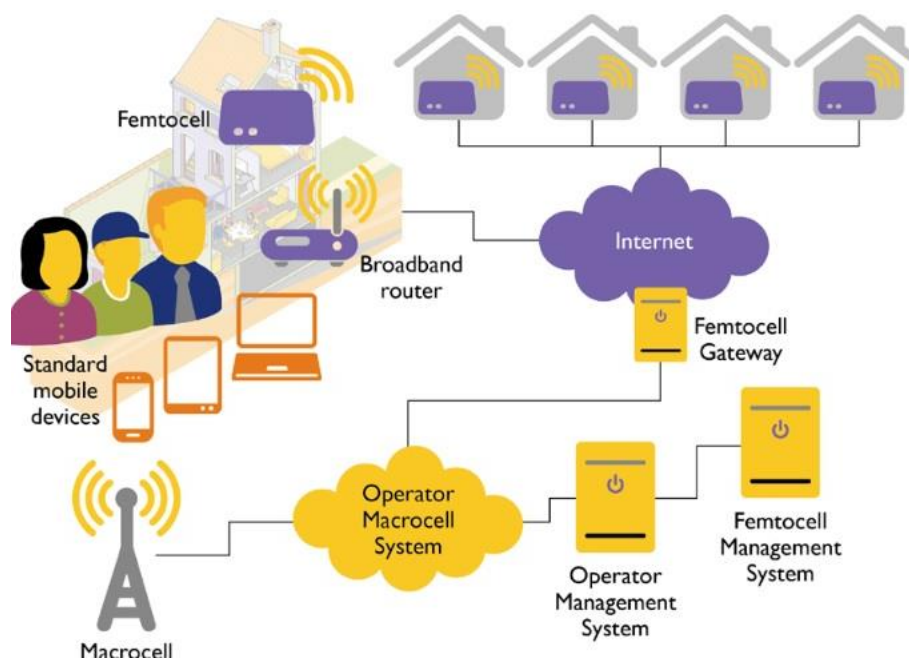 Femtocell
Internet
Broadband
router
Femtocell
Gateway
Standard
mobile
devices
Operator
Macrocell
System
Femtocell
Management
System
Operator
Management
System
Macrocell